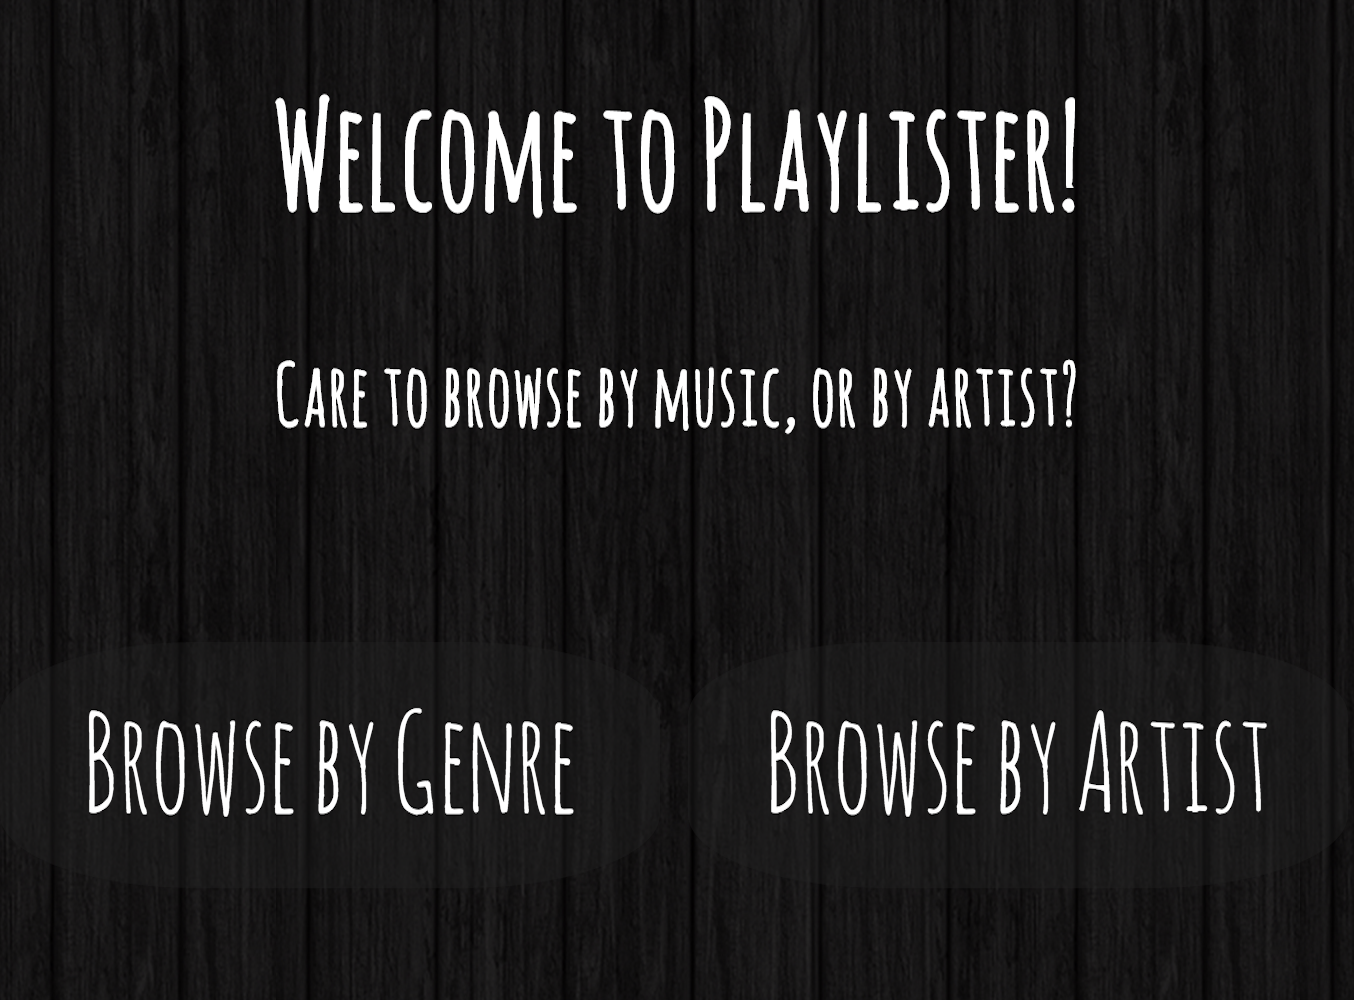 Welcome to Playlister!
Care to browse by music, or by artist?
Browse by Genre
Browse by Artist